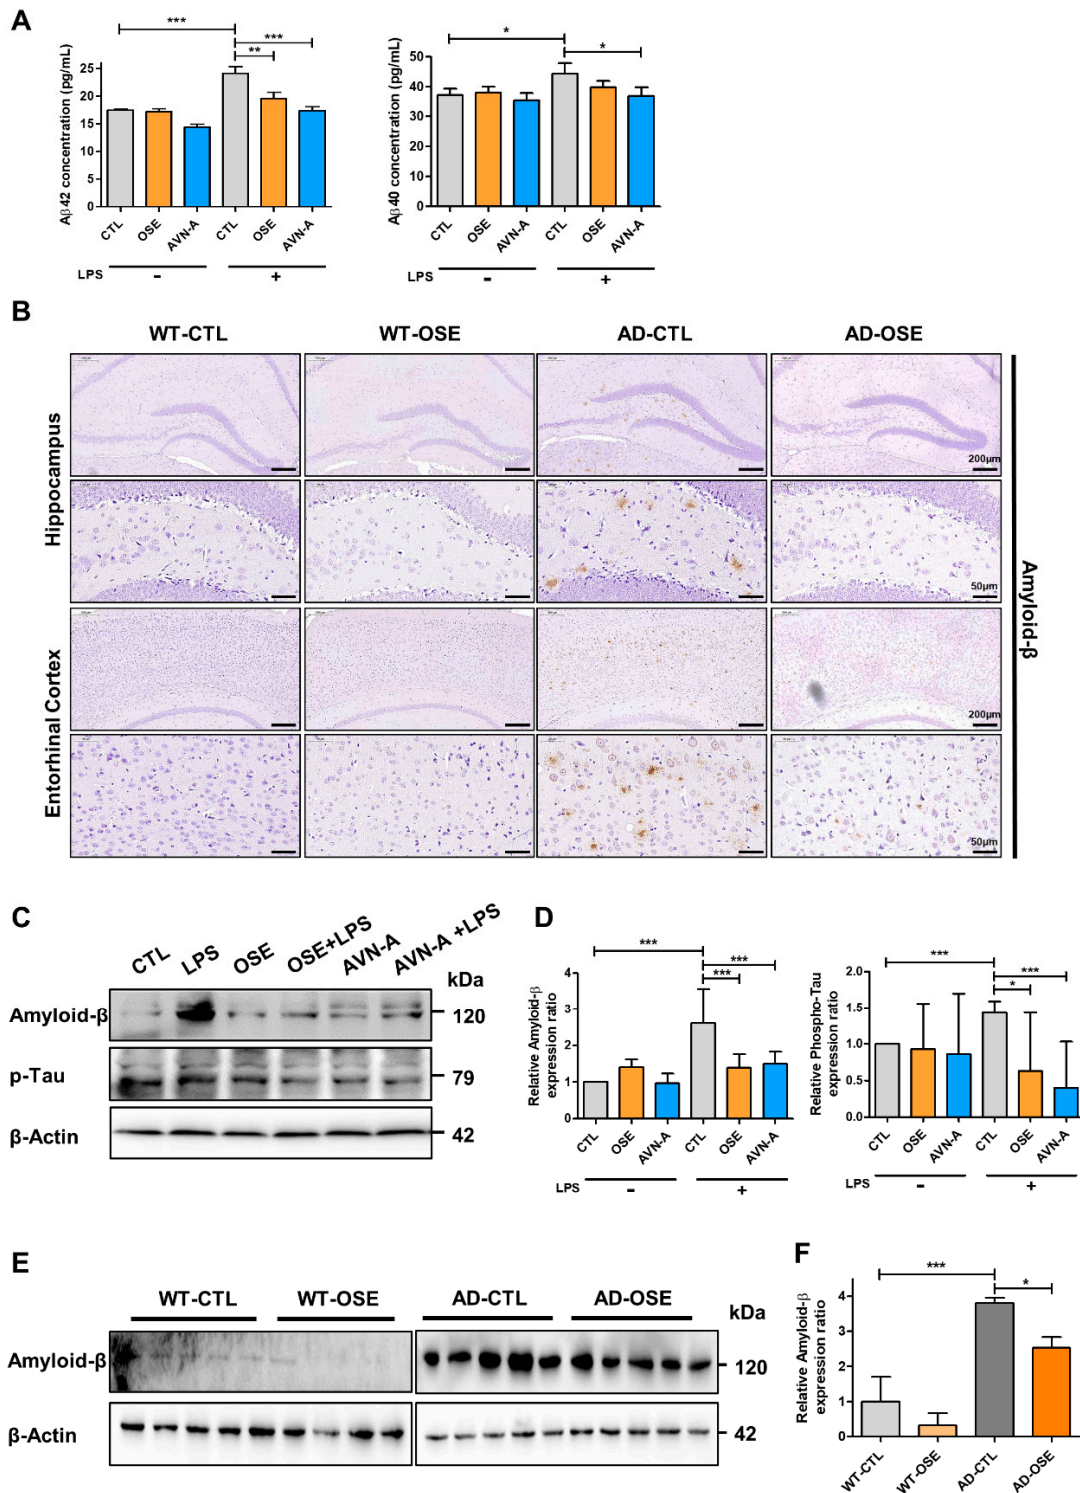 A
Aβ42 concentration (pg/mL)
25
20
15
10
5
0
***
***
**
CTL
OSE
AVN-A
CTL
OSE
AVN-A
LPS
-
+
Aβ40 concentration (pg/mL)
50
40
30
20
10
0
*
*
CTL
OSE
AVN-A
CTL
OSE
AVN-A
-
+
B
WT-CTL
WT-OSE
AD-CTL
AD-OSE
Hippocampus
200μm
50μm
Entorhinal Cortex
200μm
50μm
Amyloid-β
C
CTL
LPS
OSE
OSE+LPS
AVN-A
AVN-A +LPS
kDa
Amyloid-β
120
p-Tau
79
β-Actin
42
D
Relative Amyloid-β
expression ratio
4
2
1
0
***
***
***
CTL
OSE
AVN-A
CTL
OSE
AVN-A
LPS
-
+
Relative Phospho-Tau
expression ratio
2.0
1.0
0.5
0.0
***
***
*
CTL
OSE
AVN-A
CTL
OSE
AVN-A
LPS
-
+
E
WT-CTL
WT-OSE
AD-CTL
AD-OSE
kDa
Amyloid-β
120
β-Actin
42
F
Relative Amyloid-β
expression ratio
4
3
2
1
0
***
*
WT-CTL
WT-OSE
AD-CTL
AD-OSE